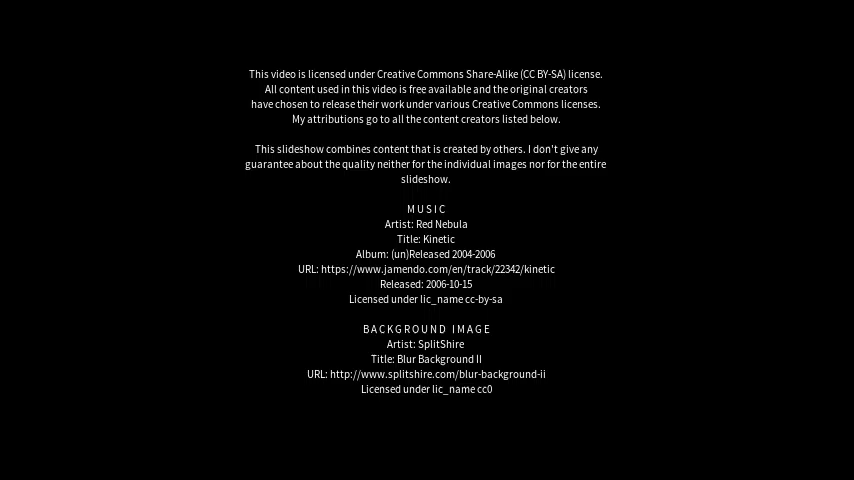 This video is licensed under Creative Commons Share-Alike (CC BY-SA) license.
All content used in this video is free available and the original creators
have chosen to release their work under various Creative Commons licenses.
My attributions go to all the content creators listed below.
This slideshow combines content that is created by others. I don't give any
guarantee about the quality neither for the individual images nor for the entire
slideshow.
MUSIC
Artist: Red Nebula
Title: Kinetic
Album: (un)Released 2004-2006
URL: https://www.jamendo.com/en/track/22342/kinetic
Released: 2006-10-15
Licensed under lic_name cc-by-sa
BACKGROUND IMAGE
Artist: SplitShire
Title: Blur Background II
URL: http://www.splitshire.com/blur-background-ii
Licensed under lic_name cc0